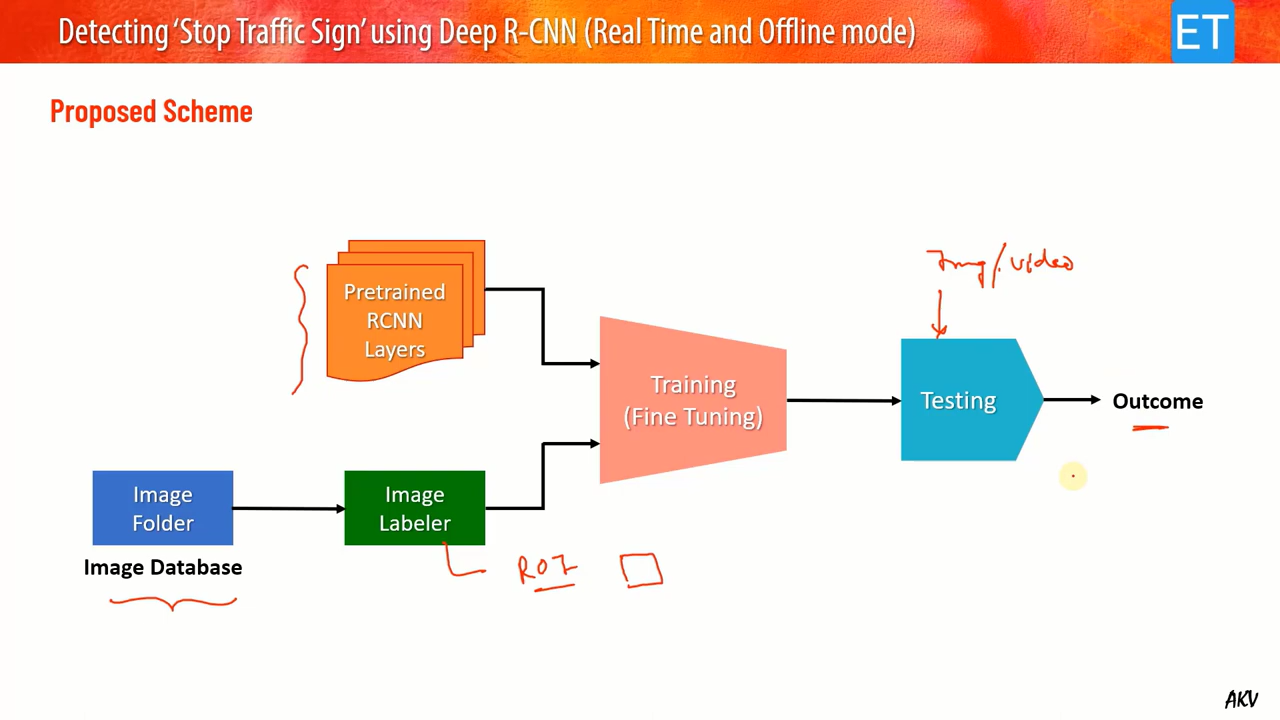 Detecting ‘Stop Traffic Sign’ using Deep R-CNN (Real Time and Offline mode)
ET
Proposed Scheme
Img/video
Pretrained
RCNN
Layers
Training
(Fine Tuning)
Testing
Outcome
Image
Folder
Image
Labeler
Image Database
ROI
AKV